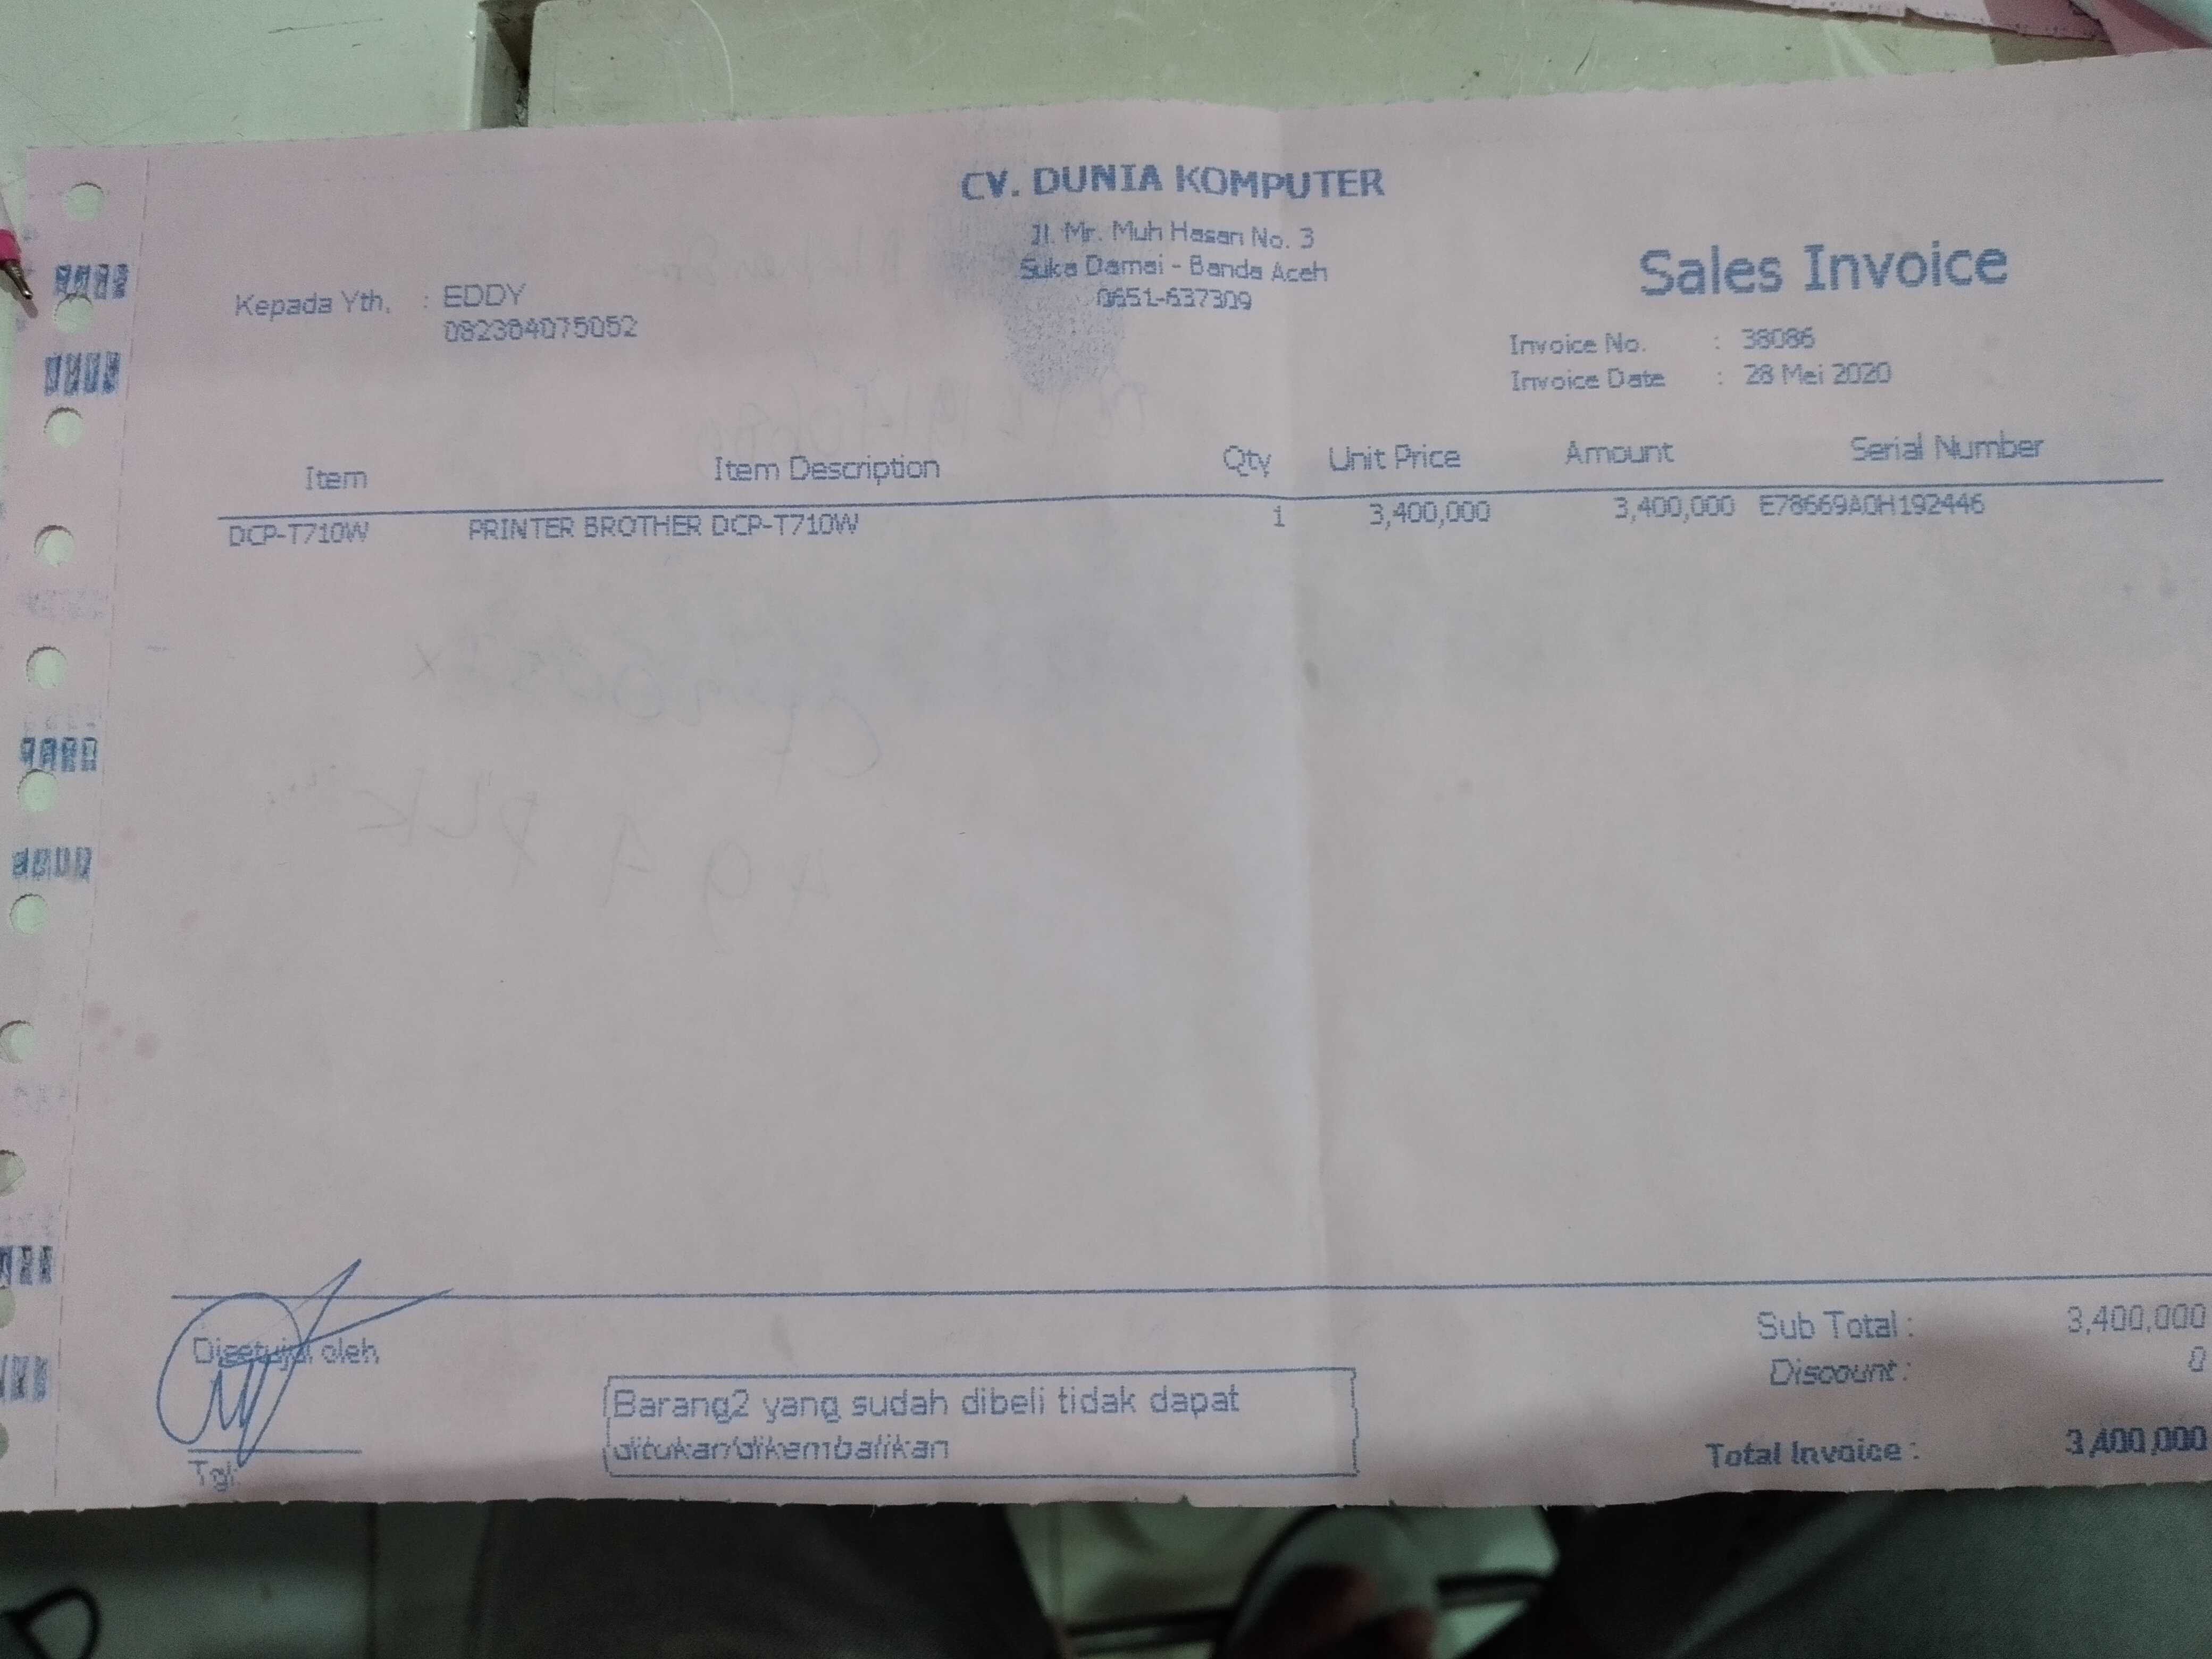 CV. DUNIA KOMPUTER
Jl. Mr. Muh Hasan No. 3
Suka Damai - Banda Aceh
0651-637309
Sales Invoice
Kepada Yth. : EDDY
082384075052
Invoice No. : 38086
Invoice Date : 28 Mei 2020
Item Item Description Qty Unit Price Amount Serial Number
DCP-T710W PRINTER BROTHER DCP-T710W 1 3,400,000 3,400,000 E78669A0H192446
Disetujui oleh
Tgl:
Barang2 yang sudah dibeli tidak dapat
ditukar/dikembalikan
Sub Total : 3,400,000
Discount : 0
Total Invoice : 3,400,000